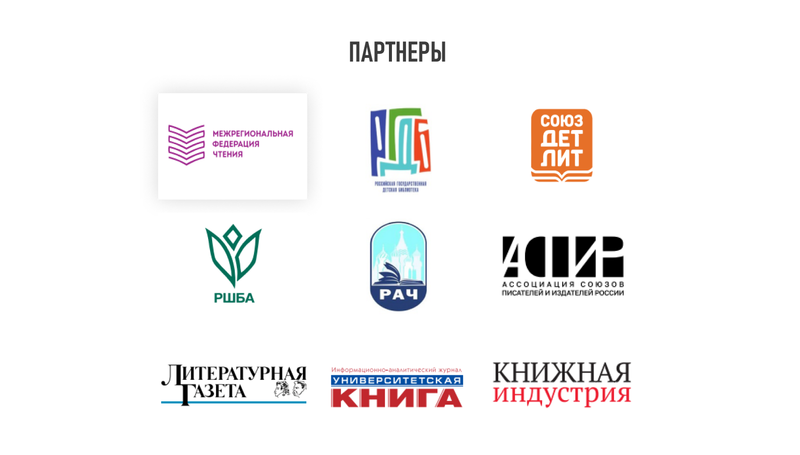 ПАРТНЕРЫ
МЕЖРЕГИОНАЛЬНАЯ
ФЕДЕРАЦИЯ
ЧТЕНИЯ
РГДБ
РОССИЙСКАЯ ГОСУДАРСТВЕННАЯ
ДЕТСКАЯ БИБЛИОТЕКА
СОЮЗ
ДЕТ
ЛИТ
РШБА
РАЧ
АСПИР
АССОЦИАЦИЯ СОЮЗОВ
ПИСАТЕЛЕЙ И ИЗДАТЕЛЕЙ РОССИИ
ЛИТЕРАТУРНАЯ
ГАЗЕТА
Информационно-аналитический журнал
УНИВЕРСИТЕТСКАЯ
КНИГА
КНИЖНАЯ
индустрия